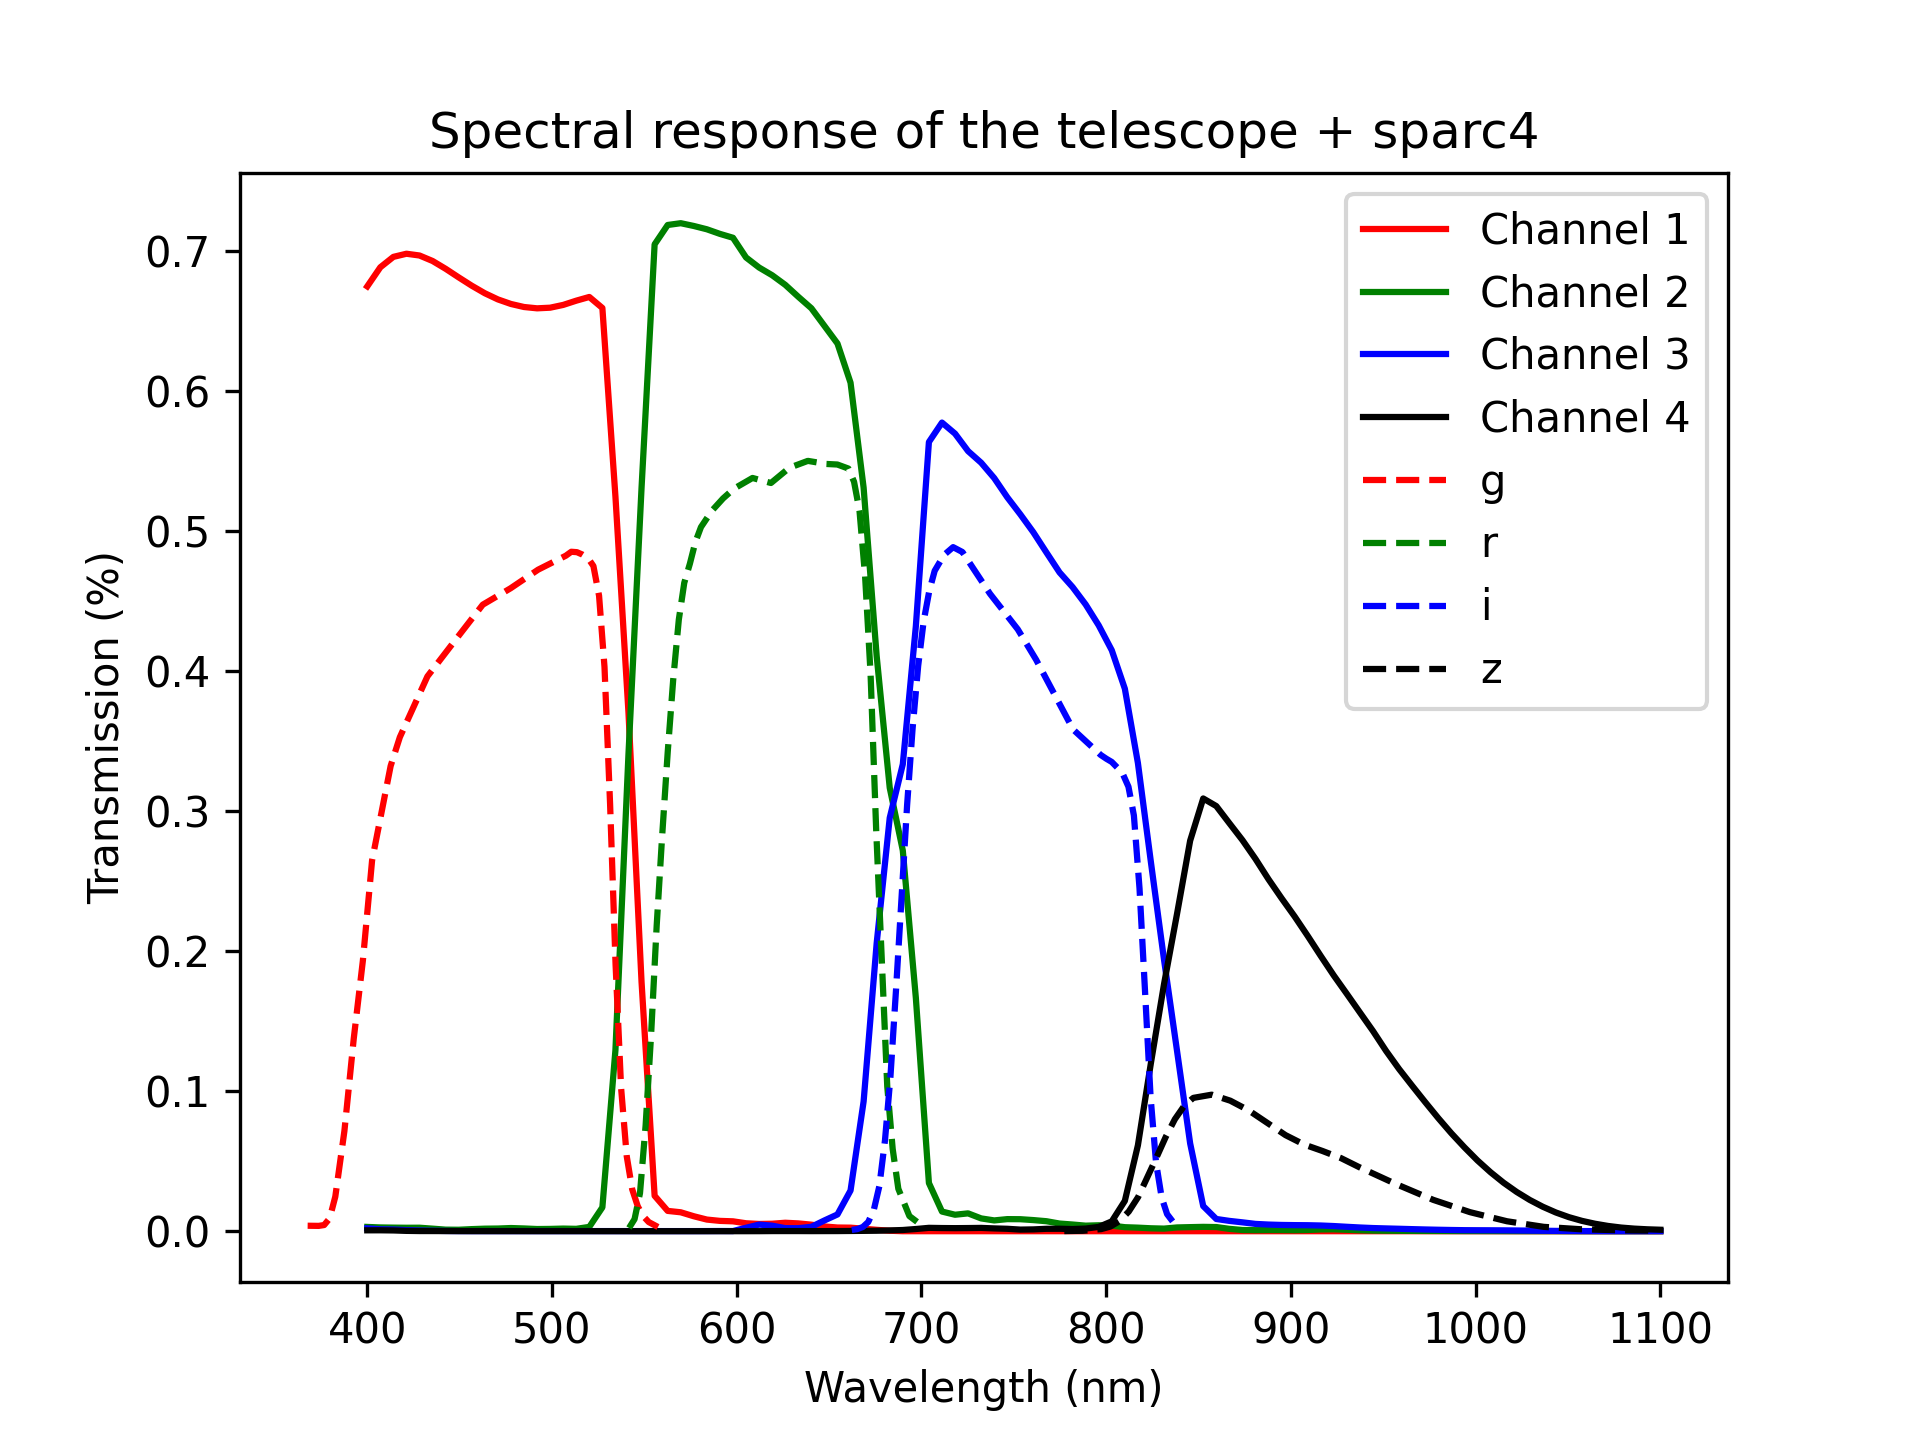 Spectral response of the telescope + sparc4
Transmission (%)
0.7
0.6
0.5
0.4
0.3
0.2
0.1
0.0
400 500 600 700 800 900 1000 1100
Wavelength (nm)
Channel 1
Channel 2
Channel 3
Channel 4
g
r
i
z